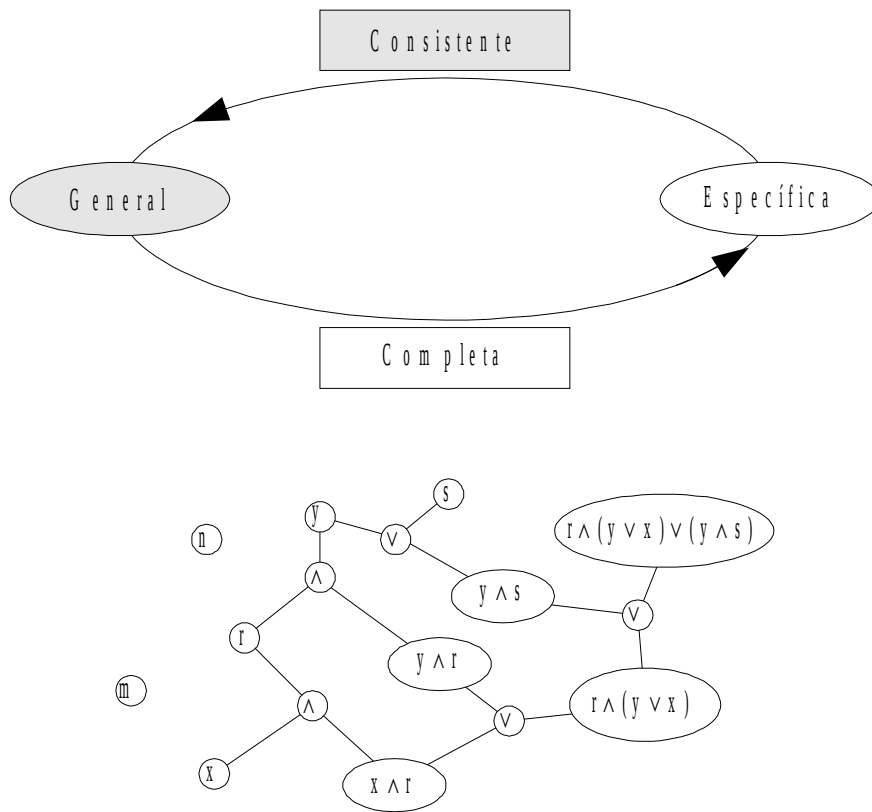 Consistente
General
Específica
Completa
s
y
n
∨
r∧(y∨x)∨(y∧s)
∧
y∧s
∨
r
y∧r
m
∧
r∧(y∨x)
∨
x
x∧r